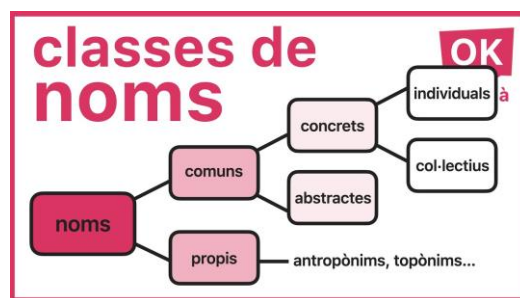 classes de
noms
OK
à
individuals
concrets
col·lectius
comuns
abstractes
noms
propis
antropònims, topònims...